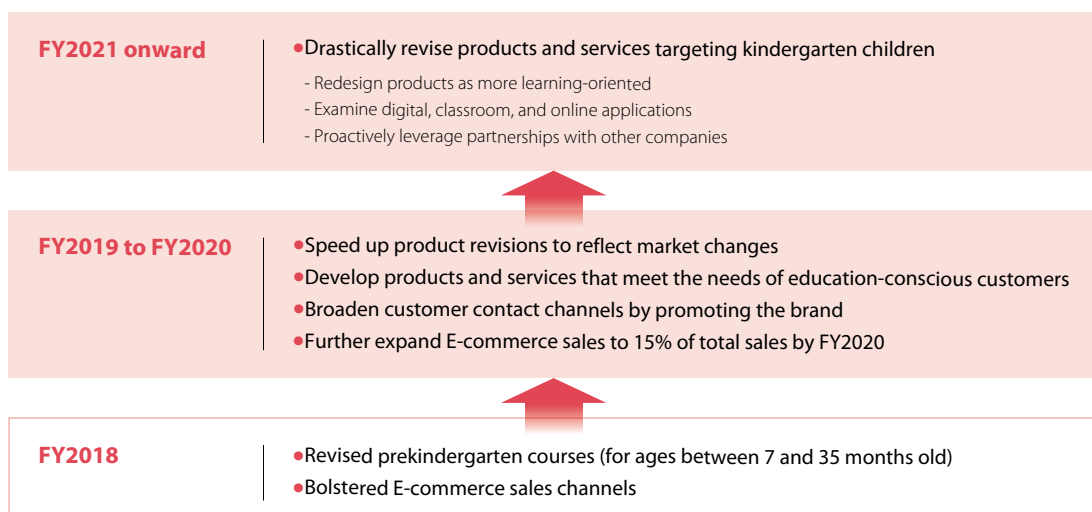 FY2021 onward
●Drastically revise products and services targeting kindergarten children
- Redesign products as more learning-oriented
- Examine digital, classroom, and online applications
- Proactively leverage partnerships with other companies
FY2019 to FY2020
●Speed up product revisions to reflect market changes
●Develop products and services that meet the needs of education-conscious customers
●Broaden customer contact channels by promoting the brand
●Further expand E-commerce sales to 15% of total sales by FY2020
FY2018
●Revised prekindergarten courses (for ages between 7 and 35 months old)
●Bolstered E-commerce sales channels